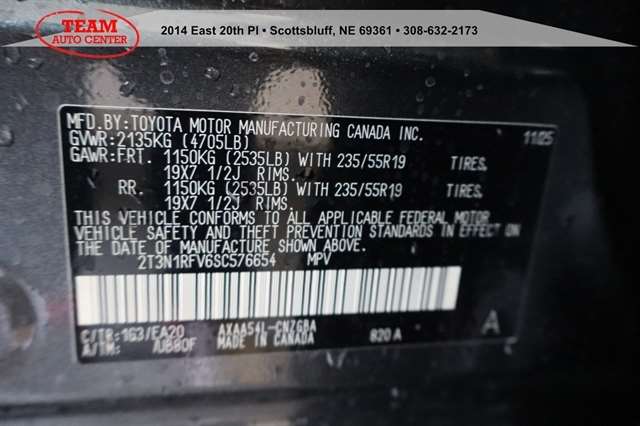 TEAM
AUTO CENTER
2014 East 20th Pl • Scottsbluff, NE 69361 • 308-632-2173
MFD.BY:TOYOTA MOTOR MANUFACTURING CANADA INC. 11/25
GVWR:2135KG (4705LB)
GAWR:FRT. 1150KG (2535LB) WITH 235/55R19 TIRES.
19X7 1/2J RIMS.
RR. 1150KG (2535LB) WITH 235/55R19 TIRES.
19X7 1/2J RIMS.
THIS VEHICLE CONFORMS TO ALL APPLICABLE FEDERAL MOTOR
VEHICLE SAFETY AND THEFT PREVENTION STANDARDS IN EFFECT ON
THE DATE OF MANUFACTURE SHOWN ABOVE.
2T3N1RFV6SC576654 MPV
C/TR:1G3/EA20 AXAA54L-CNZGBA 820A
A/TM: /UB80F MADE IN CANADA A